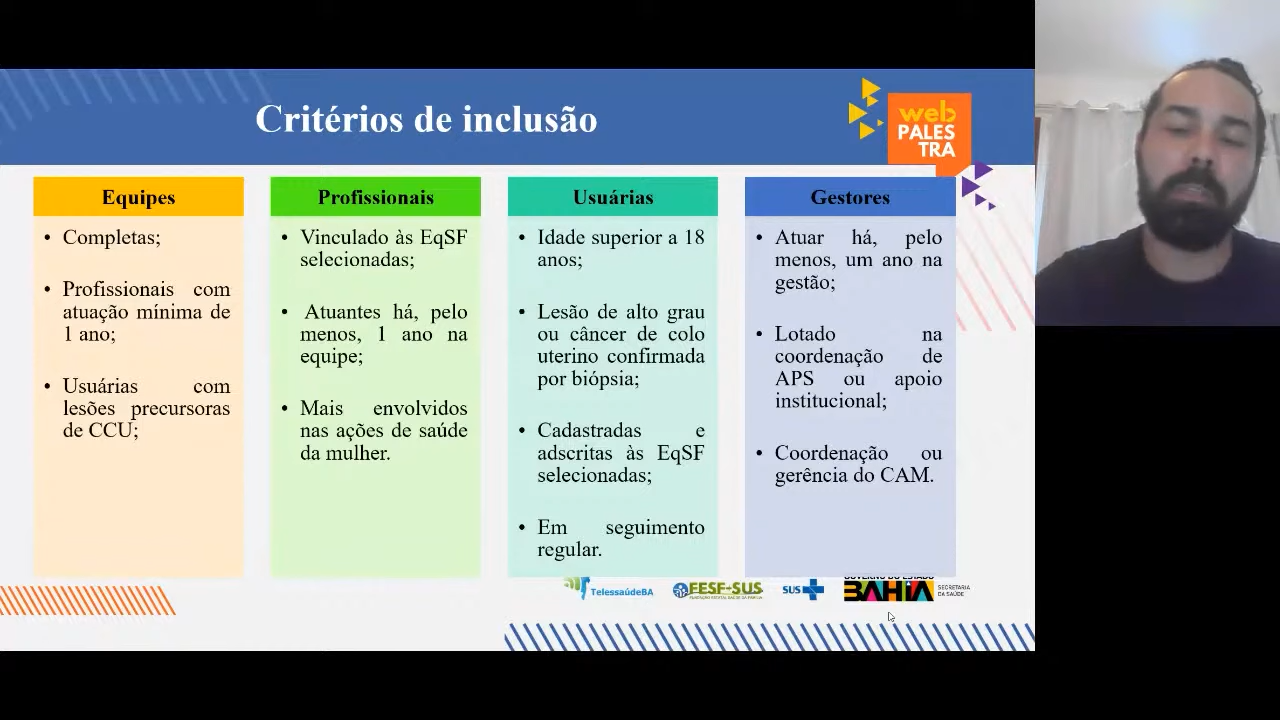 Critérios de inclusão
web
PALES
TRA
Equipes
• Completas;
• Profissionais com
atuação mínima de
1 ano;
• Usuárias com
lesões precursoras
de CCU;
Profissionais
• Vinculado às EqSF
selecionadas;
• Atuantes há, pelo
menos, 1 ano na
equipe;
• Mais envolvidos
nas ações de saúde
da mulher.
Usuárias
• Idade superior a 18
anos;
• Lesão de alto grau
ou câncer de colo
uterino confirmada
por biópsia;
• Cadastradas e
adscritas às EqSF
selecionadas;
• Em seguimento
regular.
Gestores
• Atuar há, pelo
menos, um ano na
gestão;
• Lotado na
coordenação de
APS ou apoio
institucional;
• Coordenação ou
gerência do CAM.
TelessaúdeBA
FESF-SUS
SUS
GOVERNO DO ESTADO
BAHIA
SECRETARIA
DA SAÚDE